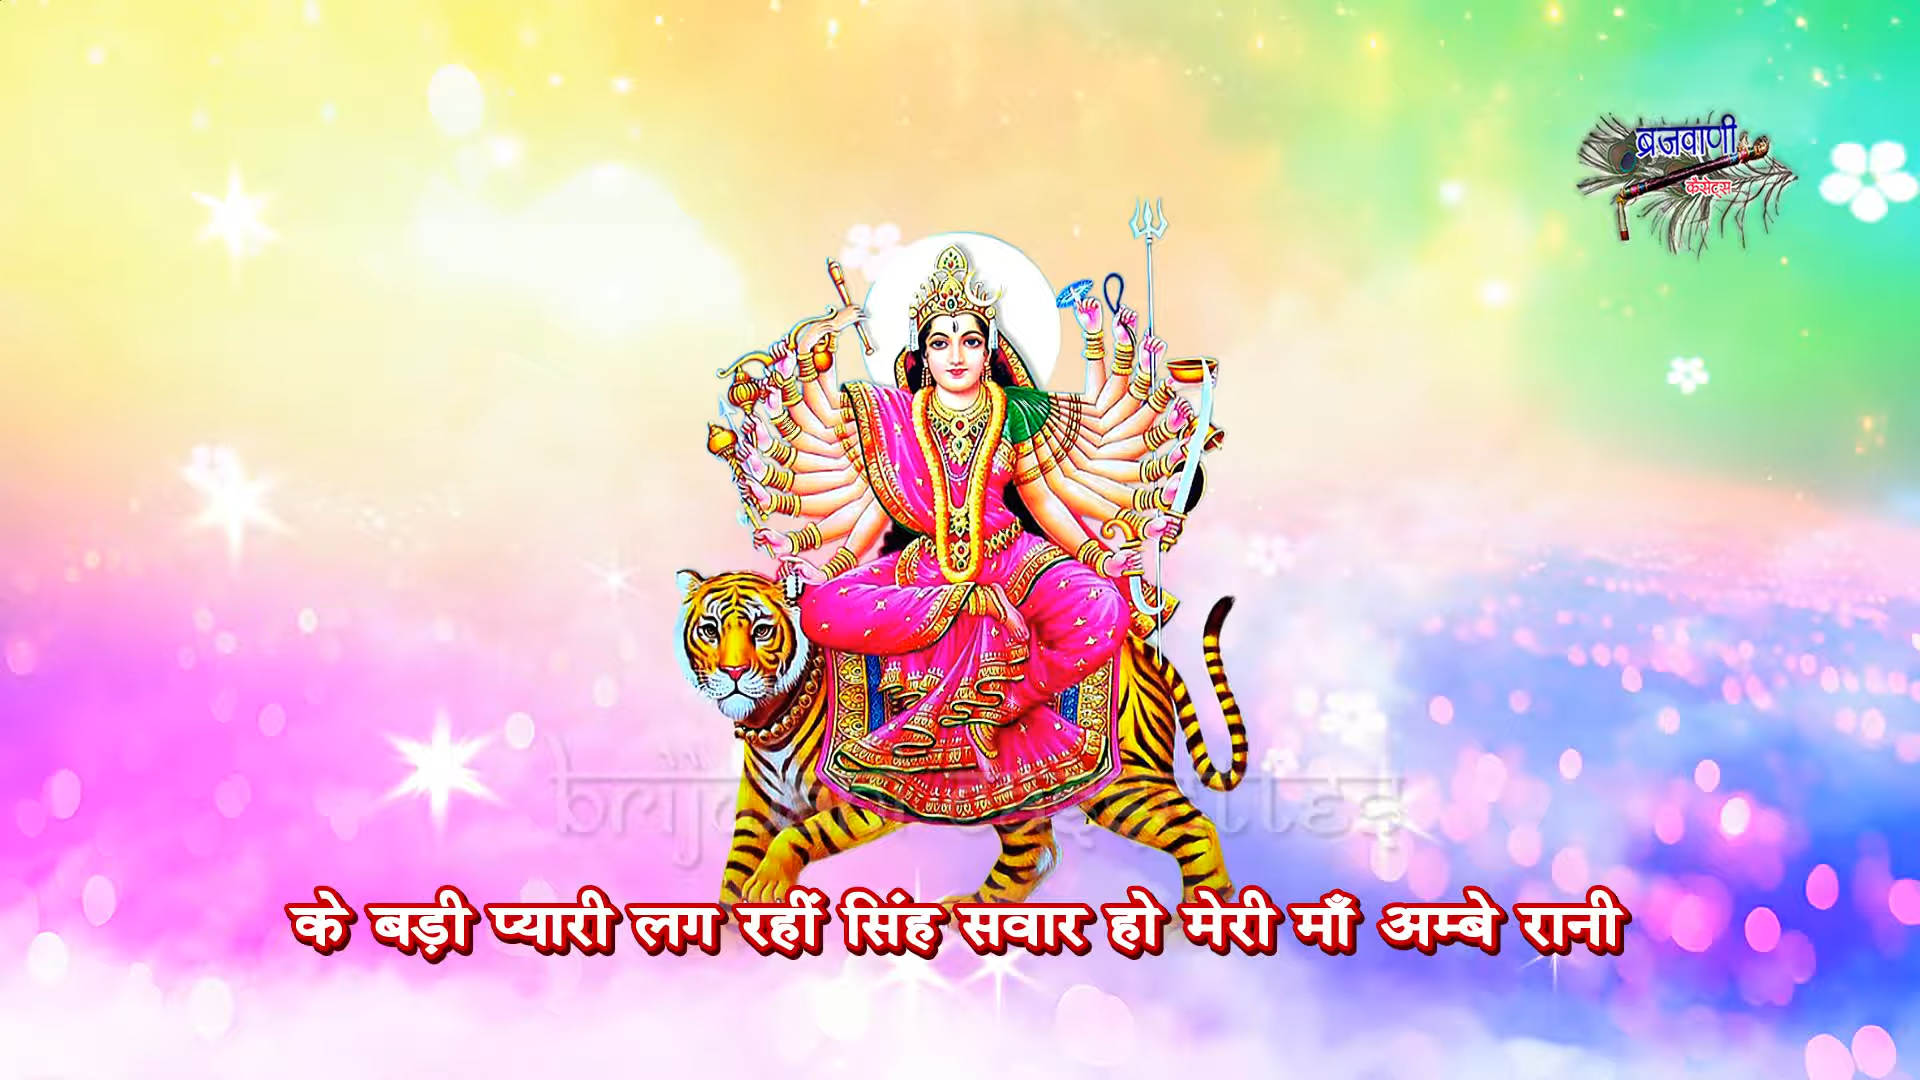 ब्रजवाणी
कैसेट्स
के बड़ी प्यारी लग रहीं सिंह सवार हो मेरी माँ अम्बे रानी